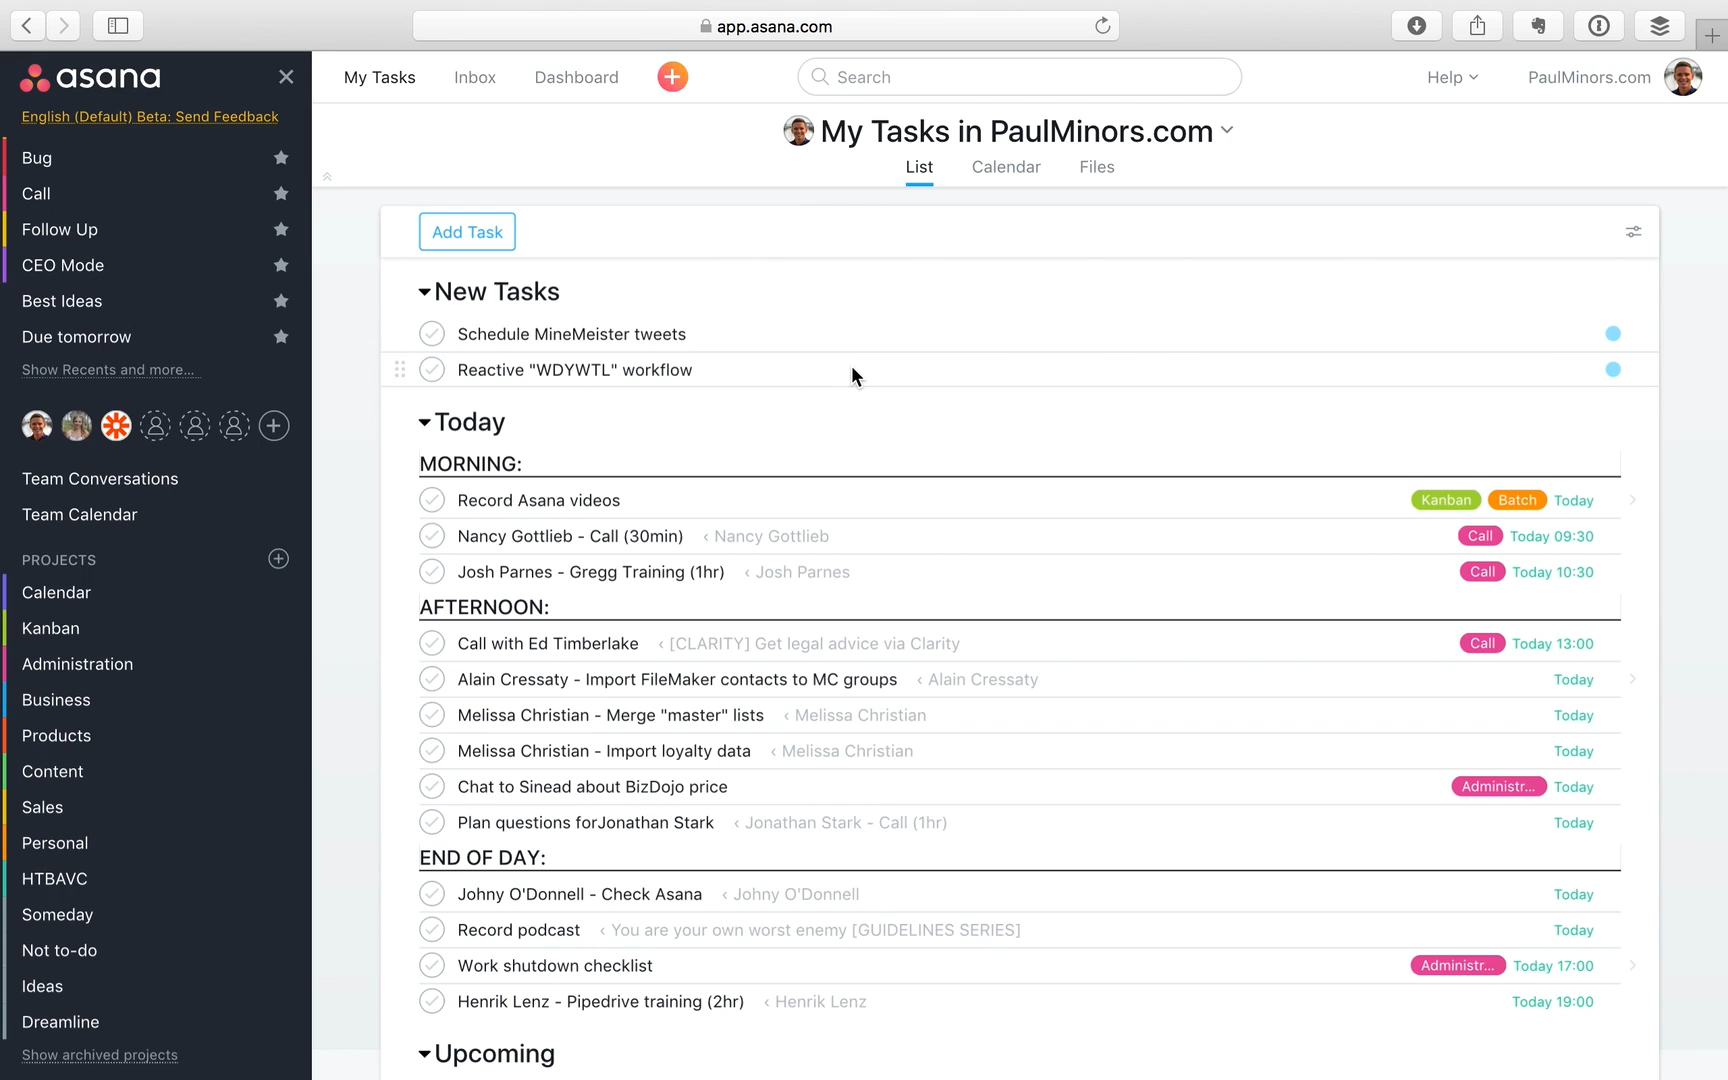 app.asana.com
asana
English (Default) Beta: Send Feedback
Bug
Call
Follow Up
CEO Mode
Best Ideas
Due tomorrow
Show Recents and more...
Team Conversations
Team Calendar
PROJECTS
Calendar
Kanban
Administration
Business
Products
Content
Sales
Personal
HTBAVC
Someday
Not to-do
Ideas
Dreamline
Show archived projects
My Tasks Inbox Dashboard Search Help PaulMinors.com
My Tasks in PaulMinors.com
List Calendar Files
Add Task
New Tasks
Schedule MineMeister tweets
Reactive "WDYWTL" workflow
Today
MORNING:
Record Asana videos Kanban Batch Today
Nancy Gottlieb - Call (30min) ‹ Nancy Gottlieb Call Today 09:30
Josh Parnes - Gregg Training (1hr) ‹ Josh Parnes Call Today 10:30
AFTERNOON:
Call with Ed Timberlake ‹ [CLARITY] Get legal advice via Clarity Call Today 13:00
Alain Cressaty - Import FileMaker contacts to MC groups ‹ Alain Cressaty Today
Melissa Christian - Merge "master" lists ‹ Melissa Christian Today
Melissa Christian - Import loyalty data ‹ Melissa Christian Today
Chat to Sinead about BizDojo price Administr... Today
Plan questions forJonathan Stark ‹ Jonathan Stark - Call (1hr) Today
END OF DAY:
Johny O'Donnell - Check Asana ‹ Johny O'Donnell Today
Record podcast ‹ You are your own worst enemy [GUIDELINES SERIES] Today
Work shutdown checklist Administr... Today 17:00
Henrik Lenz - Pipedrive training (2hr) ‹ Henrik Lenz Today 19:00
Upcoming